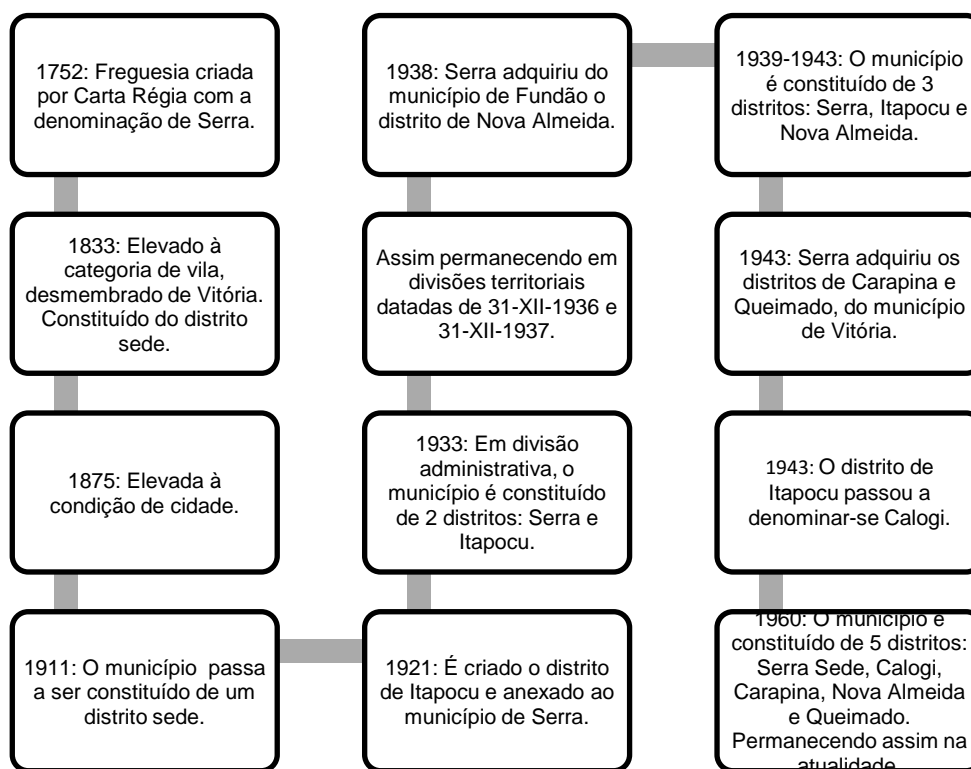 1752: Freguesia criada
por Carta Régia com a
denominação de Serra.
1833: Elevado à
categoria de vila,
desmembrado de Vitória.
Constituído do distrito
sede.
1875: Elevada à
condição de cidade.
1911: O município  passa
a ser constituído de um
distrito sede.
1921: É criado o distrito
de Itapocu e anexado ao
município de Serra.
1933: Em divisão
administrativa, o
município é constituído
de 2 distritos: Serra e
Itapocu.
Assim permanecendo em
divisões territoriais
datadas de 31-XII-1936 e
31-XII-1937.
1938: Serra adquiriu do
município de Fundão o
distrito de Nova Almeida.
1939-1943: O município
é constituído de 3
distritos: Serra, Itapocu e
Nova Almeida.
1943: Serra adquiriu os
distritos de Carapina e
Queimado, do município
de Vitória.
1943: O distrito de
Itapocu passou a
denominar-se Calogi.
1960: O município é
constituído de 5 distritos:
Serra Sede, Calogi,
Carapina, Nova Almeida
e Queimado.
Permanecendo assim na
atualidade